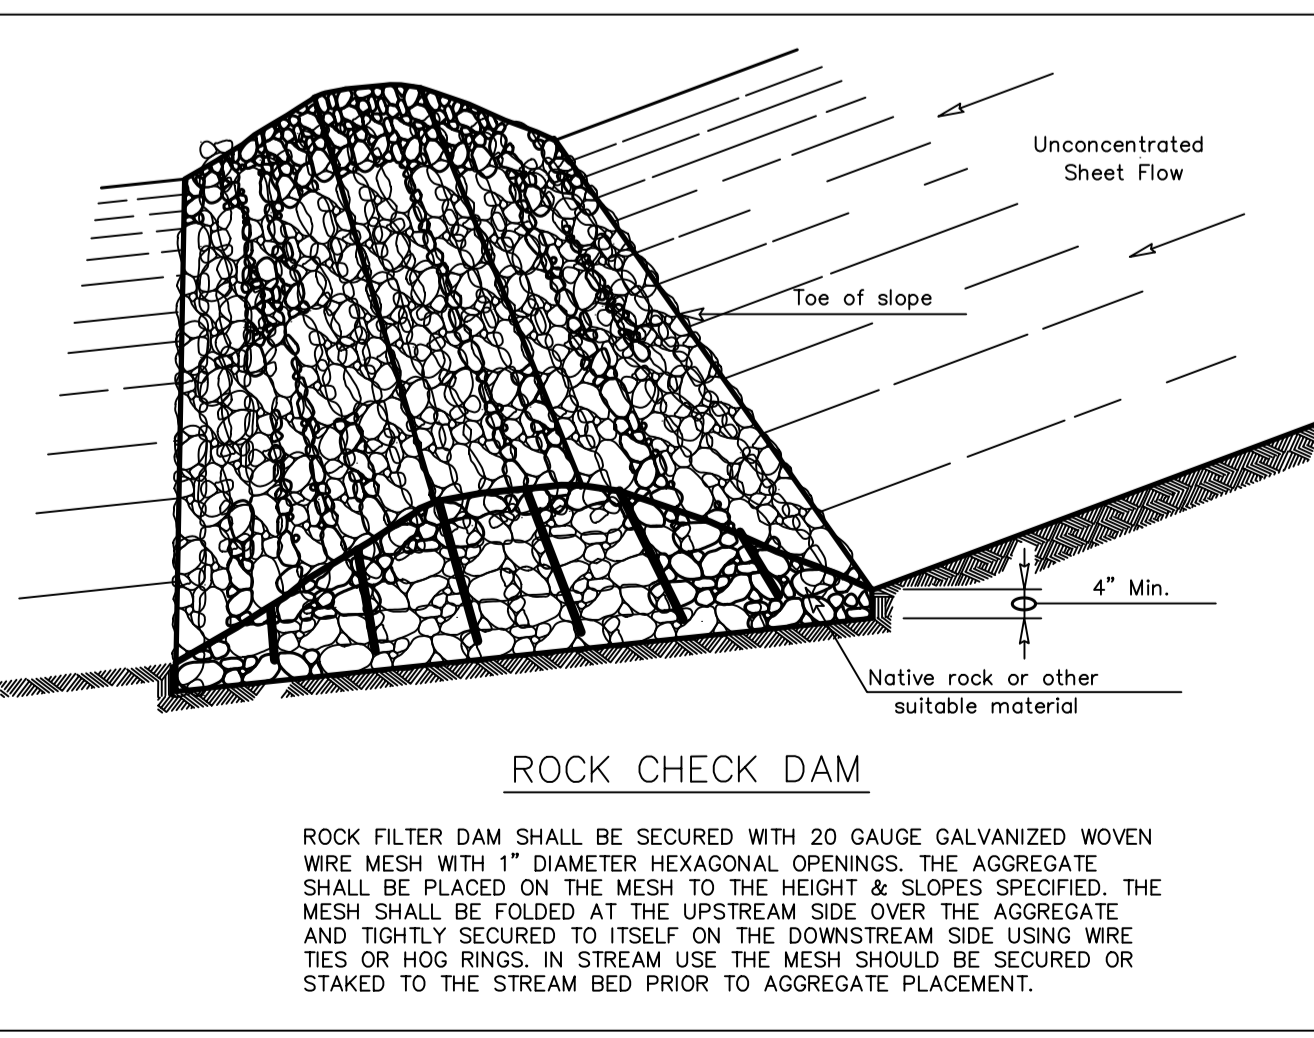 Unconcentrated
Sheet Flow
Toe of slope
4” Min.
Native rock or other
suitable material
ROCK CHECK DAM
ROCK FILTER DAM SHALL BE SECURED WITH 20 GAUGE GALVANIZED WOVEN
WIRE MESH WITH 1” DIAMETER HEXAGONAL OPENINGS. THE AGGREGATE
SHALL BE PLACED ON THE MESH TO THE HEIGHT & SLOPES SPECIFIED. THE
MESH SHALL BE FOLDED AT THE UPSTREAM SIDE OVER THE AGGREGATE
AND TIGHTLY SECURED TO ITSELF ON THE DOWNSTREAM SIDE USING WIRE
TIES OR HOG RINGS. IN STREAM USE THE MESH SHOULD BE SECURED OR
STAKED TO THE STREAM BED PRIOR TO AGGREGATE PLACEMENT.